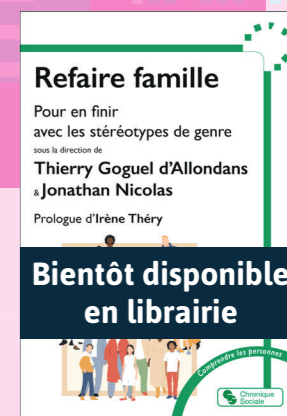 Refaire famille
Pour en finir
avec les stéréotypes de genre
sous la direction de
Thierry Goguel d'Allondans
& Jonathan Nicolas
Prologue d'Irène Théry
Bientôt disponible
en librairie
Comprendre les personnes
Chronique
Sociale